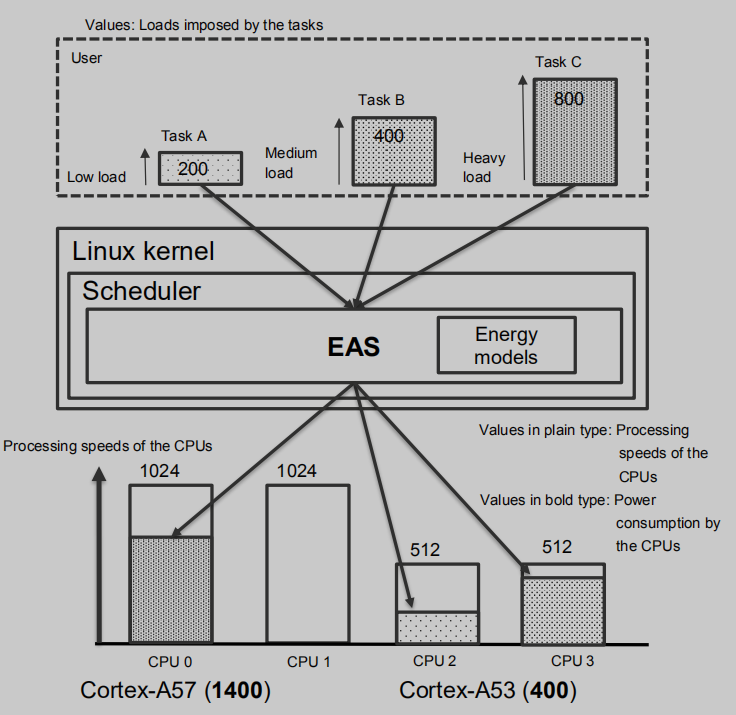 Values: Loads imposed by the tasks
User
Task A
200
Low load
Task B
400
Medium
load
Task C
800
Heavy
load
Linux kernel
Scheduler
EAS
Energy
models
Processing speeds of the CPUs
Values in plain type: Processing
speeds of the
CPUs
Values in bold type: Power
consumption by
the CPUs
1024
1024
512
512
CPU 0
CPU 1
CPU 2
CPU 3
Cortex-A57 (1400)
Cortex-A53 (400)